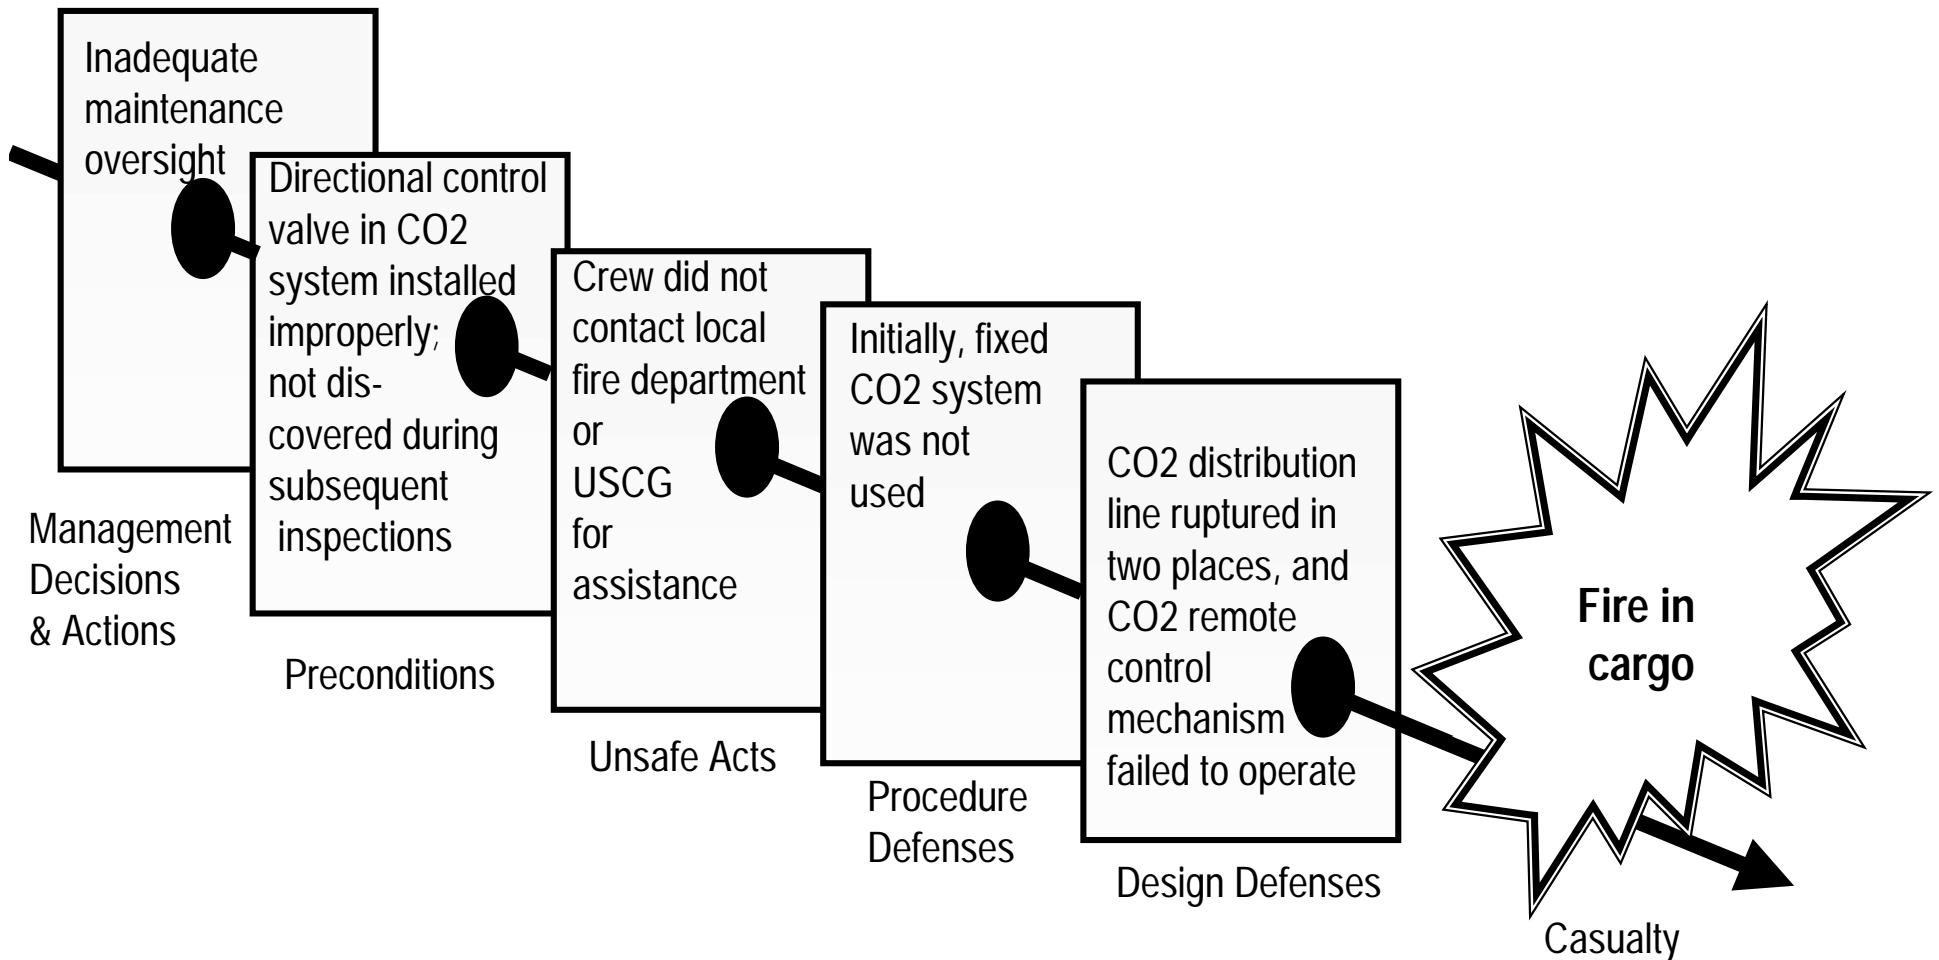 Inadequate
maintenance
oversight
Management
Decisions
& Actions
Directional control
valve in CO2
system installed
improperly;
not dis-
covered during
subsequent
inspections
Preconditions
Crew did not
contact local
fire department
or
USCG
for
assistance
Unsafe Acts
Initially, fixed
CO2 system
was not
used
Procedure
Defenses
CO2 distribution
line ruptured in
two places, and
CO2 remote
control
mechanism
failed to operate
Design Defenses
Fire in
cargo
Casualty